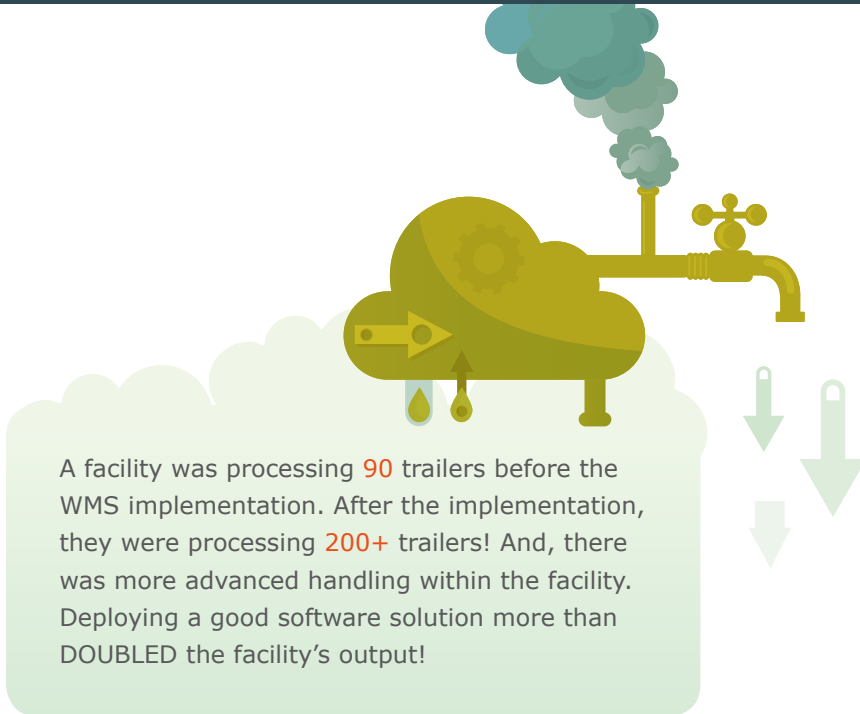 A facility was processing 90 trailers before the
WMS implementation. After the implementation,
they were processing 200+ trailers! And, there
was more advanced handling within the facility.
Deploying a good software solution more than
DOUBLED the facility’s output!